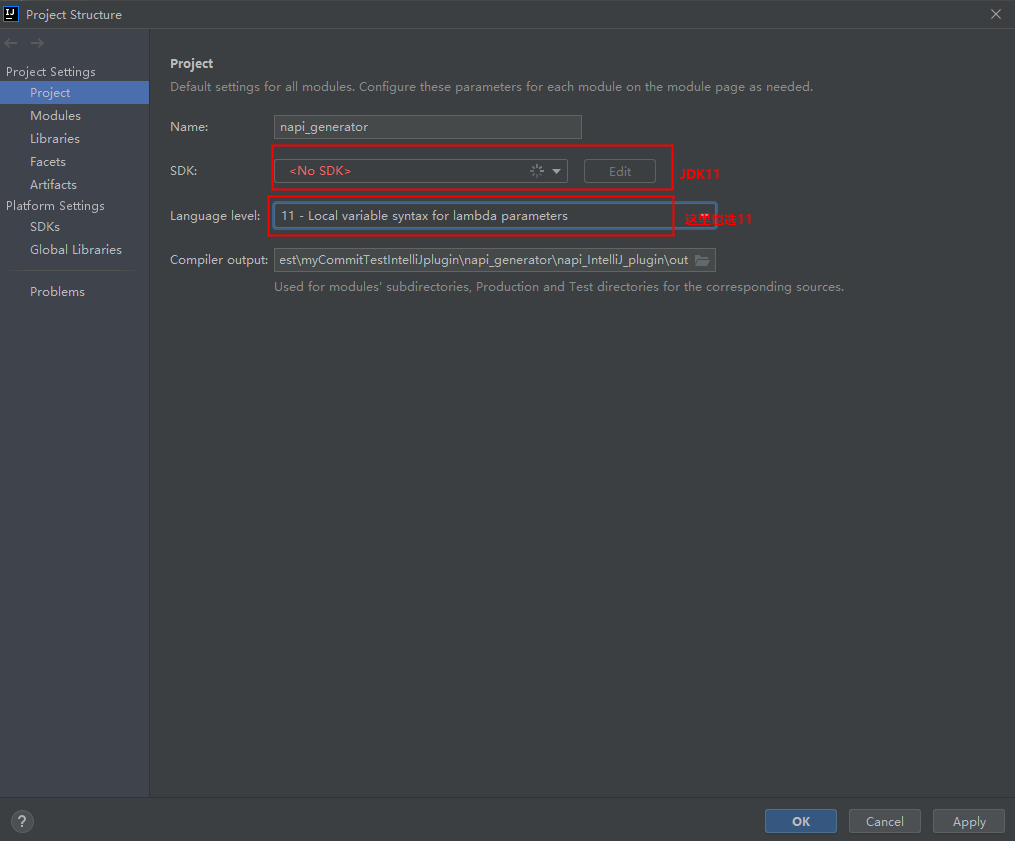 Project Structure
Project Settings
Project
Modules
Libraries
Facets
Artifacts
Platform Settings
SDKs
Global Libraries
Problems
Project
Default settings for all modules. Configure these parameters for each module on the module page as needed.
Name: napi_generator
SDK: <No SDK> Edit JDK11
Language level: 11 - Local variable syntax for lambda parameters 这里也选11
Compiler output: est\myCommitTestIntelliJplugin\napi_generator\napi_IntelliJ_plugin\out
Used for modules' subdirectories, Production and Test directories for the corresponding sources.
? OK Cancel Apply